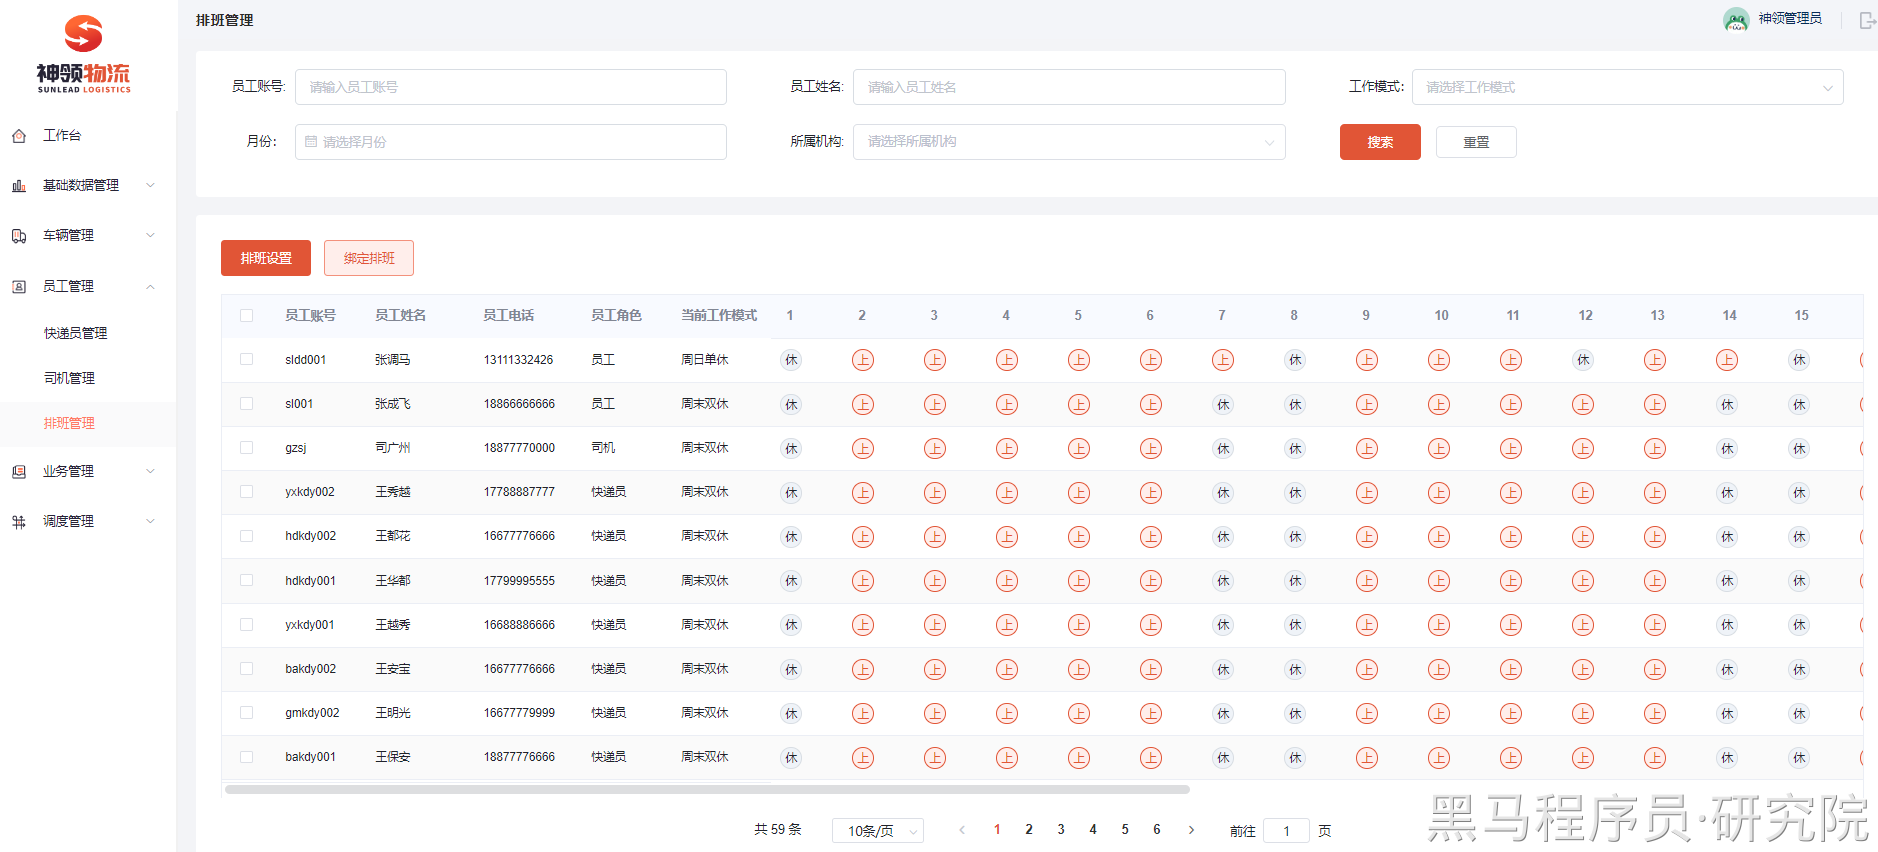 神领物流
SUNLEAD LOGISTICS
工作台
基础数据管理
车辆管理
员工管理
快递员管理
司机管理
排班管理
业务管理
调度管理
排班管理
神领管理员
员工账号: 请输入员工账号 员工姓名: 请输入员工姓名 工作模式: 请选择工作模式
月份: 请选择月份 所属机构: 请选择所属机构 搜索 重置
排班设置 绑定排班
员工账号 员工姓名 员工电话 员工角色 当前工作模式 1 2 3 4 5 6 7 8 9 10 11 12 13 14 15
sldd001 张调马 13111332426 员工 周日单休 休 上 上 上 上 上 上 休 上 上 上 休 上 上 休
sl001 张成飞 18866666666 员工 周末双休 休 上 上 上 上 上 休 休 上 上 上 上 上 休 休
gzsj 司广州 18877770000 司机 周末双休 休 上 上 上 上 上 休 休 上 上 上 上 上 休 休
yxkdy002 王秀越 17788887777 快递员 周末双休 休 上 上 上 上 上 休 休 上 上 上 上 上 休 休
hdkdy002 王都花 16677776666 快递员 周末双休 休 上 上 上 上 上 休 休 上 上 上 上 上 休 休
hdkdy001 王华都 17799995555 快递员 周末双休 休 上 上 上 上 上 休 休 上 上 上 上 上 休 休
yxkdy001 王越秀 16688886666 快递员 周末双休 休 上 上 上 上 上 休 休 上 上 上 上 上 休 休
bakdy002 王安宝 16677776666 快递员 周末双休 休 上 上 上 上 上 休 休 上 上 上 上 上 休 休
gmkdy002 王明光 16677779999 快递员 周末双休 休 上 上 上 上 上 休 休 上 上 上 上 上 休 休
bakdy001 王保安 18877776666 快递员 周末双休 休 上 上 上 上 上 休 休 上 上 上 上 上 休 休
共 59 条 10条/页 1 2 3 4 5 6 前往 1 页
黑马程序员·研究院